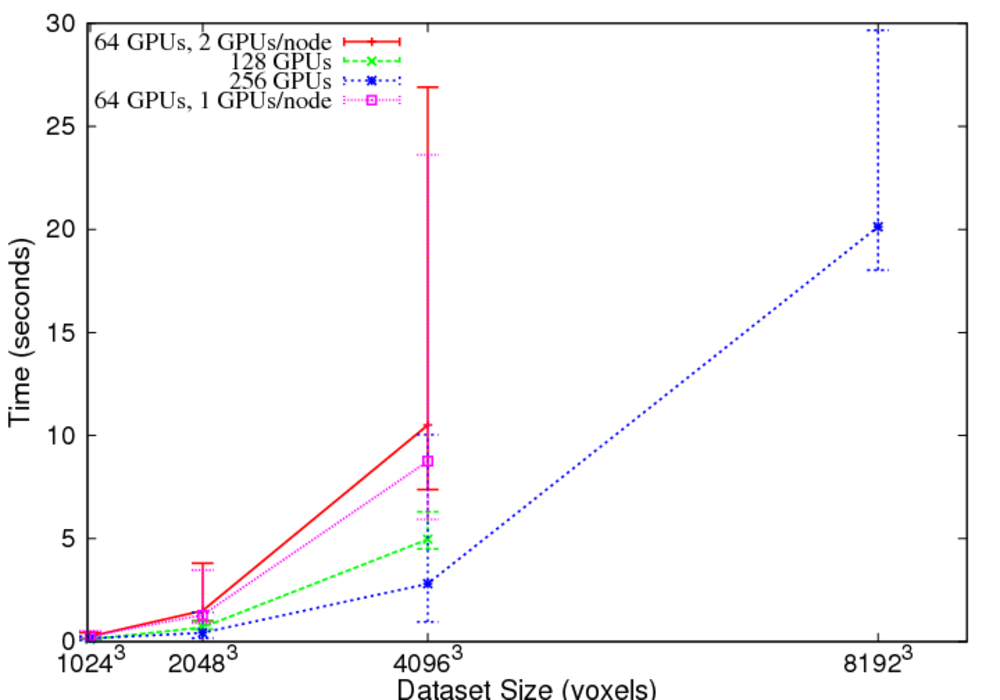 30
64 GPUs, 2 GPUs/node
128 GPUs
256 GPUs
64 GPUs, 1 GPUs/node
25
20
15
10
5
0
Time (seconds)
1024³ 2048³ 4096³ 8192³
Dataset Size (voxels)